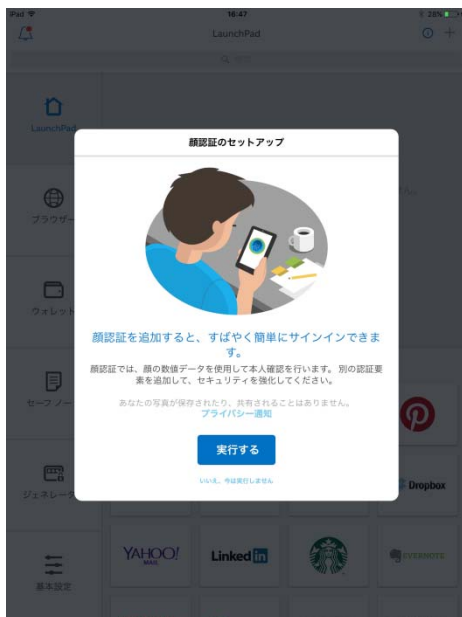 iPad 16:47 28%
LaunchPad
LaunchPad
ブラウザー
ウォレット
セーフ ノー
ジェネレータ
基本設定
顔認証のセットアップ
顔認証を追加すると、すばやく簡単にサインインできま
す。
顔認証では、顔の数値データを使用して本人確認を行います。 別の認証要
素を追加して、セキュリティを強化してください。
あなたの写真が保存されたり、共有されることはありません。
プライバシー通知
実行する
いいえ、今は実行しません
Dropbox
YAHOO!
MAIL
Linked in
EVERNOTE